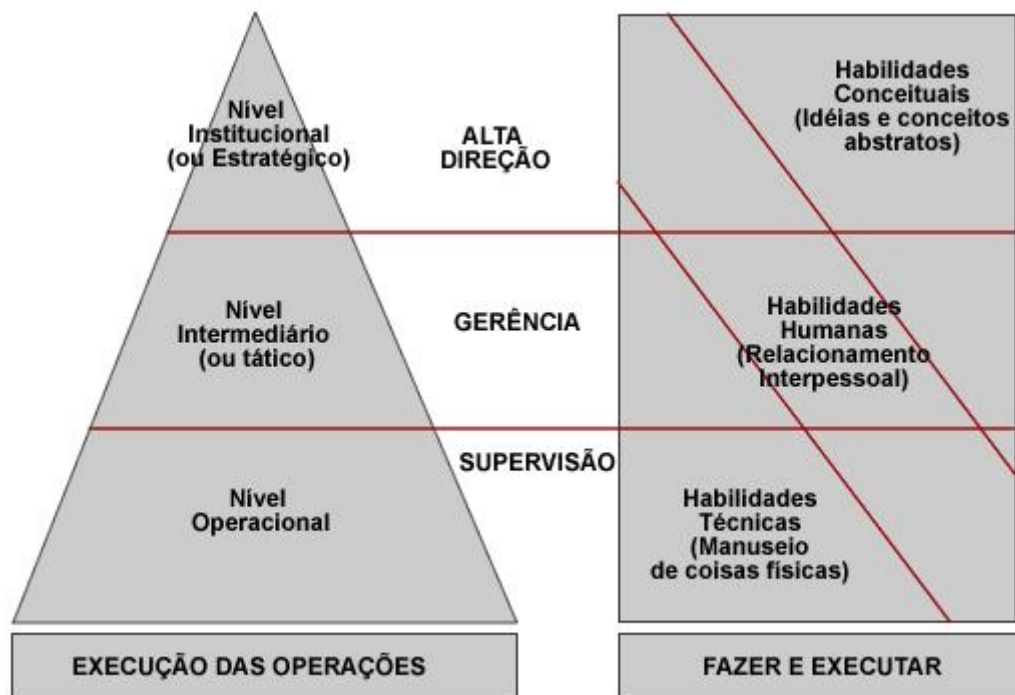 Nível
Institucional
(ou Estratégico)
ALTA
DIREÇÃO
Habilidades
Conceituais
(Idéias e conceitos
abstratos)
Nível
Intermediário
(ou tático)
GERÊNCIA
Habilidades
Humanas
(Relacionamento
Interpessoal)
SUPERVISÃO
Nível
Operacional
Habilidades
Técnicas
(Manuseio
de coisas físicas)
EXECUÇÃO DAS OPERAÇÕES
FAZER E EXECUTAR